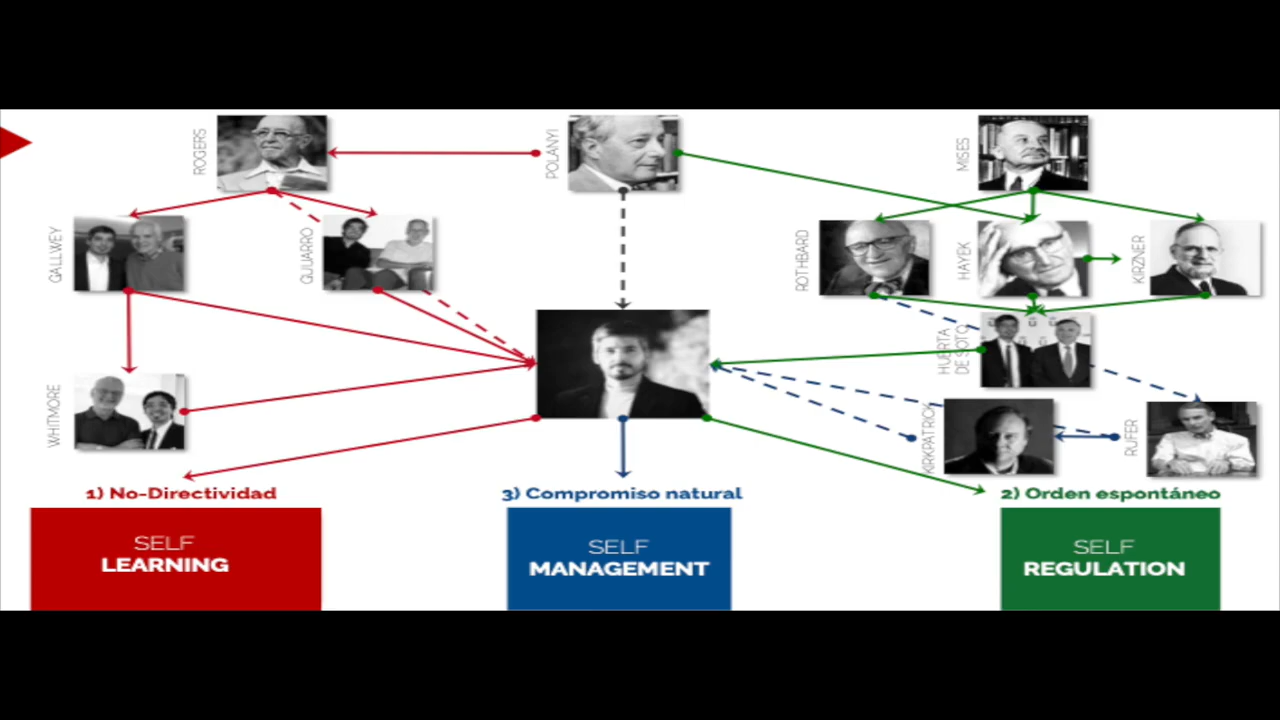 ROGERS
POLANYI
MISES
GALLWEY
QUIJARRO
ROTHBARD
HAYEK
KIRZNER
HUERTA
DE SOTO
WHITMORE
KIRKPATRICK
RUFER
1) No-Directividad
3) Compromiso natural
2) Orden espontáneo
SELF
LEARNING
SELF
MANAGEMENT
SELF
REGULATION